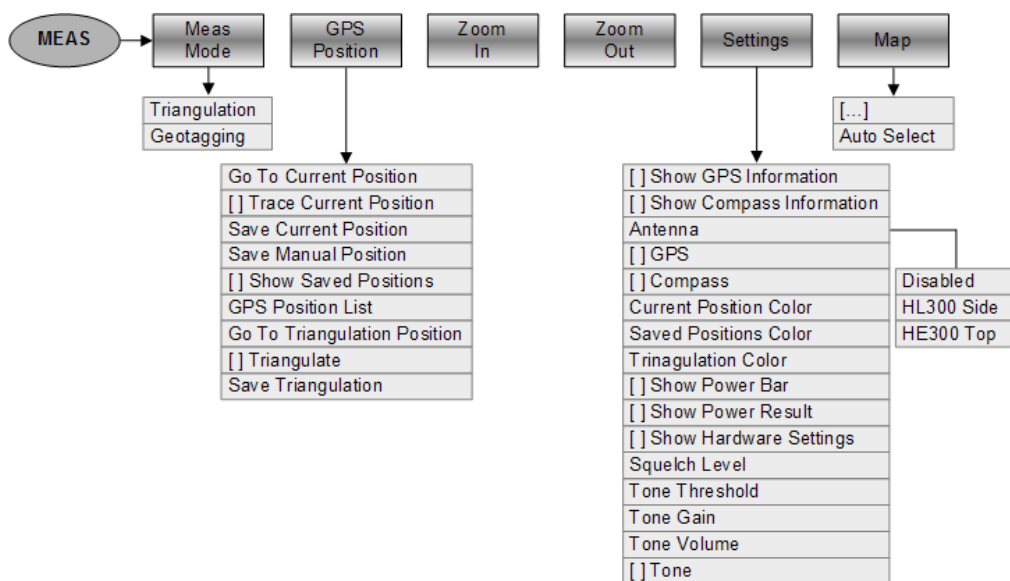 MEAS
Meas
Mode
GPS
Position
Zoom
In
Zoom
Out
Settings
Map
Triangulation
Geotagging
Go To Current Position
[ ] Trace Current Position
Save Current Position
Save Manual Position
[ ] Show Saved Positions
GPS Position List
Go To Triangulation Position
[ ] Triangulate
Save Triangulation
[ ] Show GPS Information
[ ] Show Compass Information
Antenna
[ ] GPS
[ ] Compass
Current Position Color
Saved Positions Color
Trinagulation Color
[ ] Show Power Bar
[ ] Show Power Result
[ ] Show Hardware Settings
Squelch Level
Tone Threshold
Tone Gain
Tone Volume
[ ] Tone
Disabled
HL300 Side
HE300 Top
[...]
Auto Select